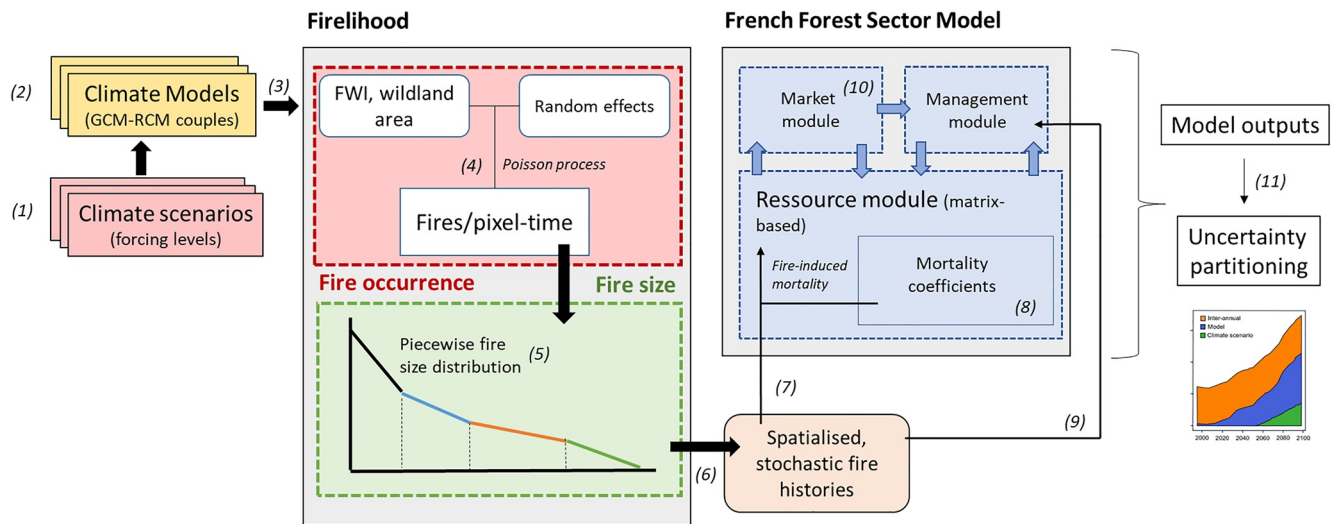 Firelihood
French Forest Sector Model
(1)
Climate scenarios
(forcing levels)
(2)
Climate Models
(GCM-RCM couples)
(3)
FWI, wildland
area
Random effects
(4)
Poisson process
Fires/pixel-time
Fire occurrence
Fire size
Piecewise fire
size distribution
(5)
(6)
Spatialised,
stochastic fire
histories
(7)
(9)
Market
module
(10)
Management
module
Ressource module (matrix-
based)
Fire-induced
mortality
Mortality
coefficients
(8)
Model outputs
(11)
Uncertainty
partitioning
Inter-annual
Model
Climate scenario
2000 2020 2040 2060 2080 2100